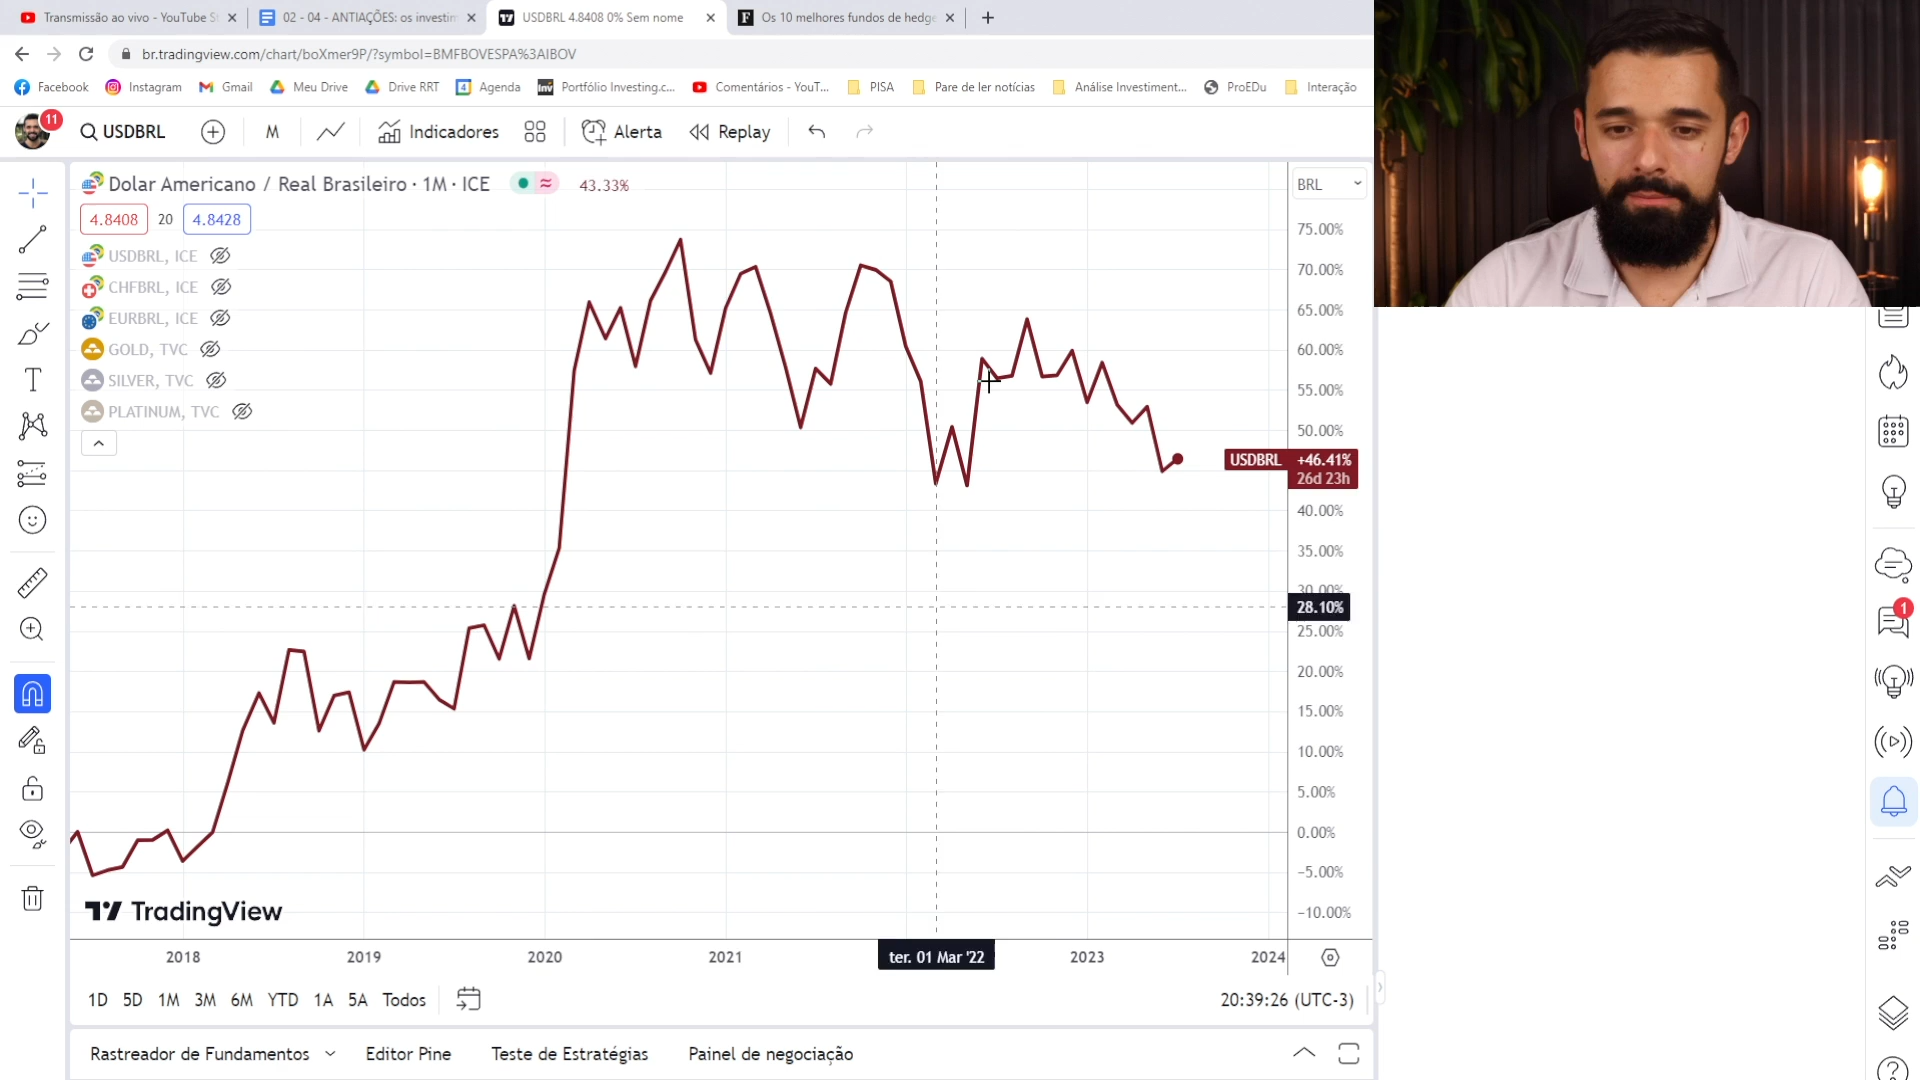 Transmissão ao vivo - YouTube S
02 - 04 - ANTIAÇÕES: os investim
USDBRL 4.8408 0% Sem nome
Os 10 melhores fundos de hedge
br.tradingview.com/chart/boXmer9P/?symbol=BMFBOVESPA%3AIBOV
Facebook
Instagram
Gmail
Meu Drive
Drive RRT
4
Agenda
Inv
Portfólio Investing.c...
Comentários - YouT...
PISA
Pare de ler notícias
Análise Investiment...
ProEDu
Interação
11
USDBRL
M
Indicadores
Alerta
Replay
Dolar Americano / Real Brasileiro · 1M · ICE
43.33%
BRL
4.8408 20 4.8428
USDBRL, ICE
CHFBRL, ICE
EURBRL, ICE
GOLD, TVC
SILVER, TVC
PLATINUM, TVC
75.00%
70.00%
65.00%
60.00%
55.00%
50.00%
USDBRL +46.41%
26d 23h
40.00%
35.00%
30.00%
28.10%
25.00%
20.00%
15.00%
10.00%
5.00%
0.00%
−5.00%
−10.00%
1
TradingView
2018 2019 2020 2021 ter. 01 Mar '22 2023 2024
1D 5D 1M 3M 6M YTD 1A 5A Todos
20:39:26 (UTC-3)
Rastreador de Fundamentos
Editor Pine
Teste de Estratégias
Painel de negociação